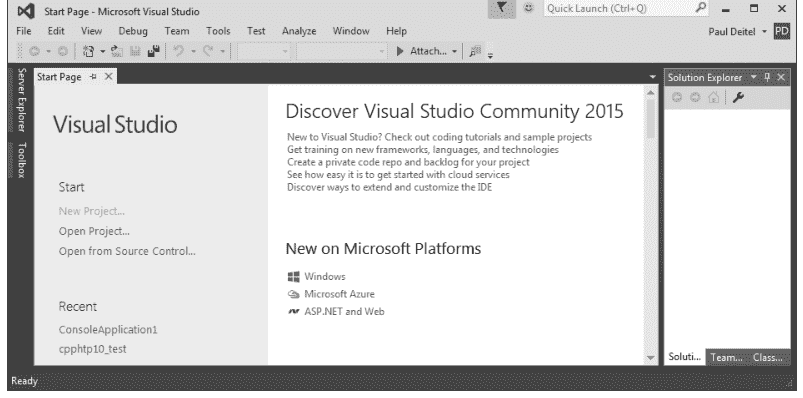 Start Page - Microsoft Visual Studio
Quick Launch (Ctrl+Q)
File Edit View Debug Team Tools Test Analyze Window Help
Paul Deitel PD
Attach...
Server Explorer
Toolbox
Start Page
Visual Studio
Start
New Project...
Open Project...
Open from Source Control...
Recent
ConsoleApplication1
cpphtp10_test
Discover Visual Studio Community 2015
New to Visual Studio? Check out coding tutorials and sample projects
Get training on new frameworks, languages, and technologies
Create a private code repo and backlog for your project
See how easy it is to get started with cloud services
Discover ways to extend and customize the IDE
New on Microsoft Platforms
Windows
Microsoft Azure
ASP.NET and Web
Solution Explorer
Soluti... Team... Class...
Ready